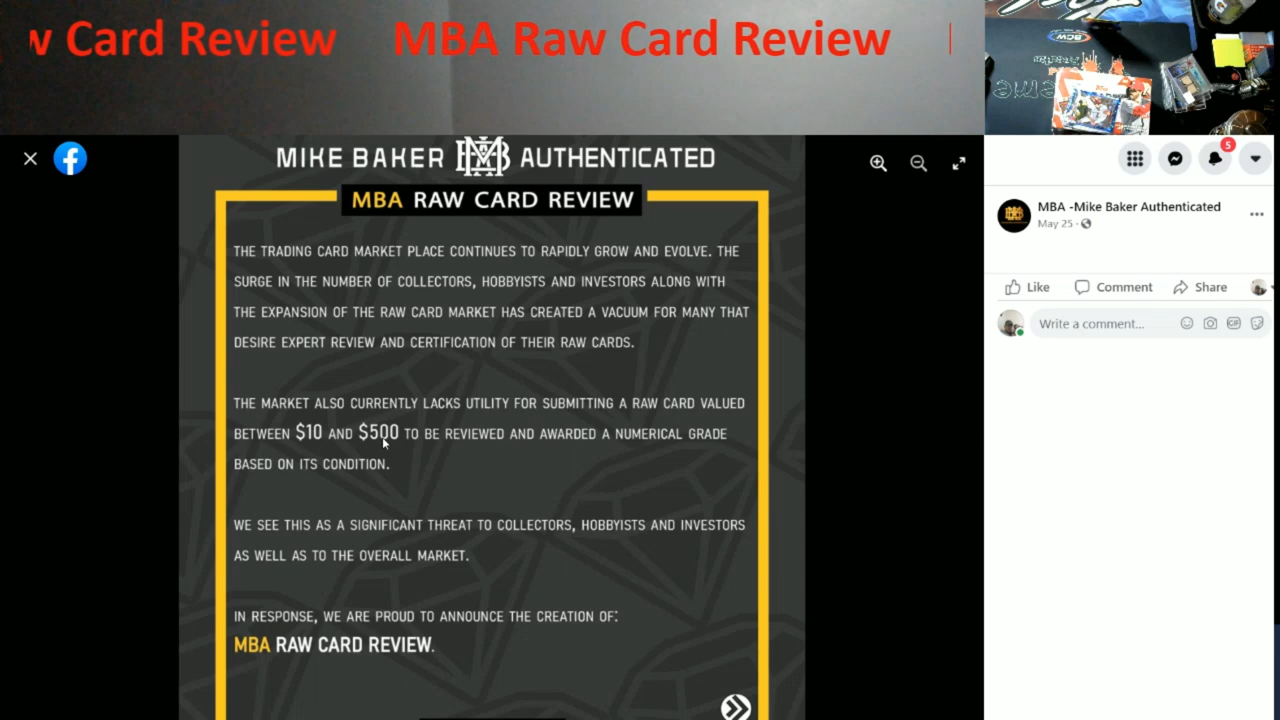 w Card Review MBA Raw Card Review
BCW
MIKE BAKER MBA AUTHENTICATED
MBA RAW CARD REVIEW
THE TRADING CARD MARKET PLACE CONTINUES TO RAPIDLY GROW AND EVOLVE. THE
SURGE IN THE NUMBER OF COLLECTORS, HOBBYISTS AND INVESTORS ALONG WITH
THE EXPANSION OF THE RAW CARD MARKET HAS CREATED A VACUUM FOR MANY THAT
DESIRE EXPERT REVIEW AND CERTIFICATION OF THEIR RAW CARDS.
THE MARKET ALSO CURRENTLY LACKS UTILITY FOR SUBMITTING A RAW CARD VALUED
BETWEEN $10 AND $500 TO BE REVIEWED AND AWARDED A NUMERICAL GRADE
BASED ON ITS CONDITION.
WE SEE THIS AS A SIGNIFICANT THREAT TO COLLECTORS, HOBBYISTS AND INVESTORS
AS WELL AS TO THE OVERALL MARKET.
IN RESPONSE, WE ARE PROUD TO ANNOUNCE THE CREATION OF:
MBA RAW CARD REVIEW.
5
MBA -Mike Baker Authenticated
May 25 ·
Like Comment Share
Write a comment...
GIF